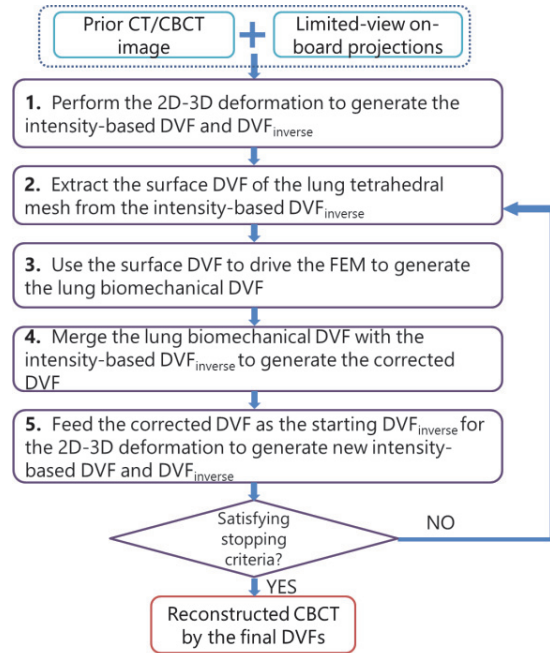 Prior CT/CBCT
image
+
Limited-view on-
board projections
1. Perform the 2D-3D deformation to generate the
intensity-based DVF and DVFinverse
2. Extract the surface DVF of the lung tetrahedral
mesh from the intensity-based DVFinverse
3. Use the surface DVF to drive the FEM to generate
the lung biomechanical DVF
4. Merge the lung biomechanical DVF with the
intensity-based DVFinverse to generate the corrected
DVF
5. Feed the corrected DVF as the starting DVFinverse for
the 2D-3D deformation to generate new intensity-
based DVF and DVFinverse
Satisfying
stopping
criteria?
NO
YES
Reconstructed CBCT
by the final DVFs